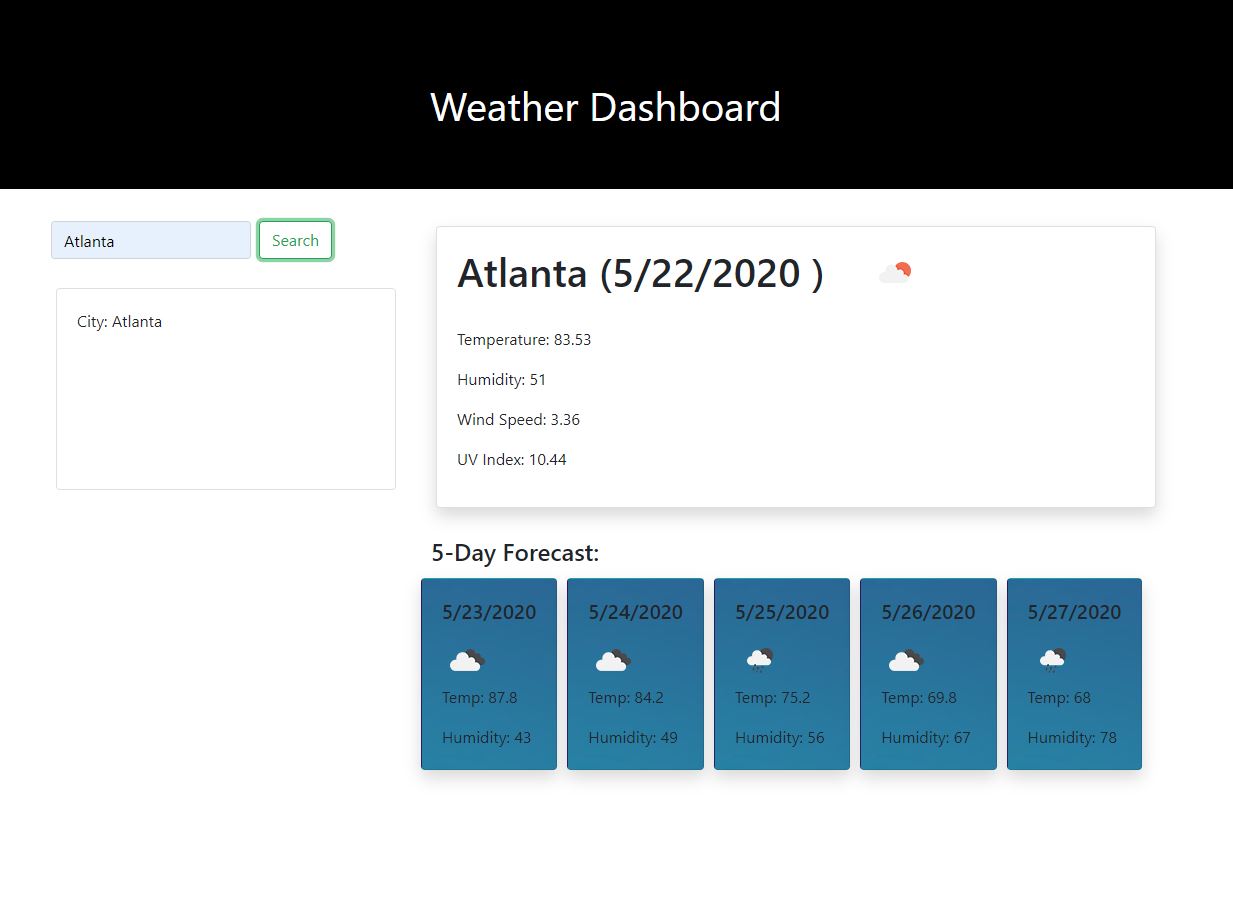 Weather Dashboard
Atlanta
Search
City: Atlanta
Atlanta (5/22/2020 )
Temperature: 83.53
Humidity: 51
Wind Speed: 3.36
UV Index: 10.44
5-Day Forecast:
5/23/2020
Temp: 87.8
Humidity: 43
5/24/2020
Temp: 84.2
Humidity: 49
5/25/2020
Temp: 75.2
Humidity: 56
5/26/2020
Temp: 69.8
Humidity: 67
5/27/2020
Temp: 68
Humidity: 78